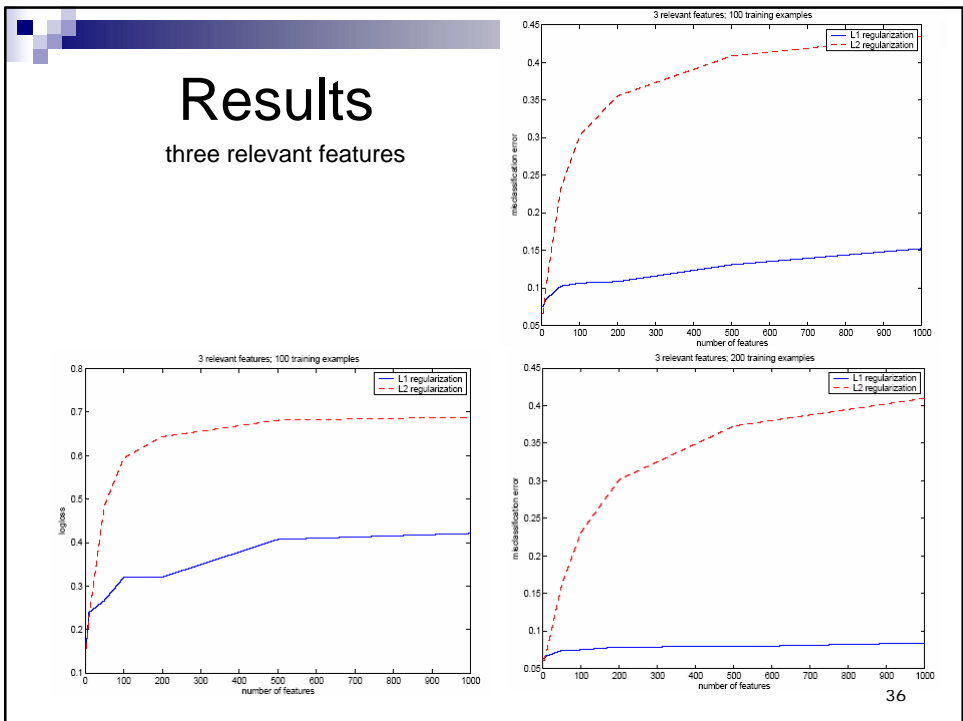 Results
three relevant features
3 relevant features; 100 training examples
L1 regularization
L2 regularization
misclassification error
0.45
0.4
0.35
0.3
0.25
0.2
0.15
0.1
0.05
0 100 200 300 400 500 600 700 800 900 1000
number of features
3 relevant features; 100 training examples
L1 regularization
L2 regularization
logloss
0.8
0.7
0.6
0.5
0.4
0.3
0.2
0.1
0 100 200 300 400 500 600 700 800 900 1000
number of features
3 relevant features; 200 training examples
L1 regularization
L2 regularization
misclassification error
0.45
0.4
0.35
0.3
0.25
0.2
0.15
0.1
0.05
0 100 200 300 400 500 600 700 800 900 1000
number of features
36